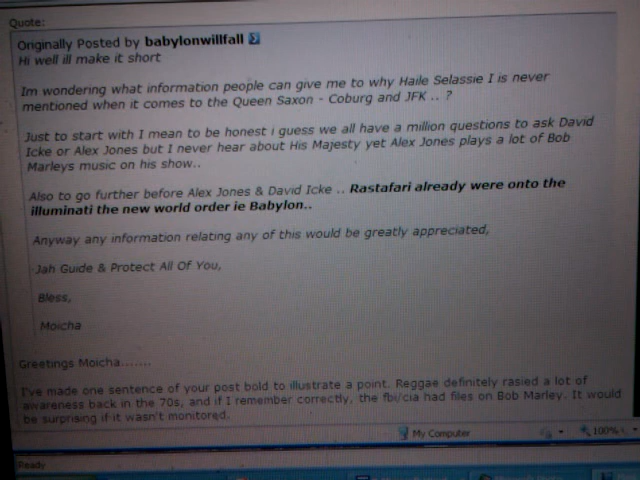 Quote:
Originally Posted by babylonwillfall
Hi well ill make it short
Im wondering what information people can give me to why Haile Selassie I is never
mentioned when it comes to the Queen Saxon - Coburg and JFK .. ?
Just to start with I mean to be honest i guess we all have a million questions to ask David
Icke or Alex Jones but I never hear about His Majesty yet Alex Jones plays a lot of Bob
Marleys music on his show..
Also to go further before Alex Jones & David Icke .. Rastafari already were onto the
illuminati the new world order ie Babylon..
Anyway any information relating any of this would be greatly appreciated,
Jah Guide & Protect All Of You,
Bless,
Moicha
Greetings Moicha.......
I've made one sentence of your post bold to illustrate a point. Reggae definitely rasied a lot of
awareness back in the 70s, and if I remember correctly, the fbi/cia had files on Bob Marley. It would
be surprising if it wasn't monitored.
My Computer
100%
Ready